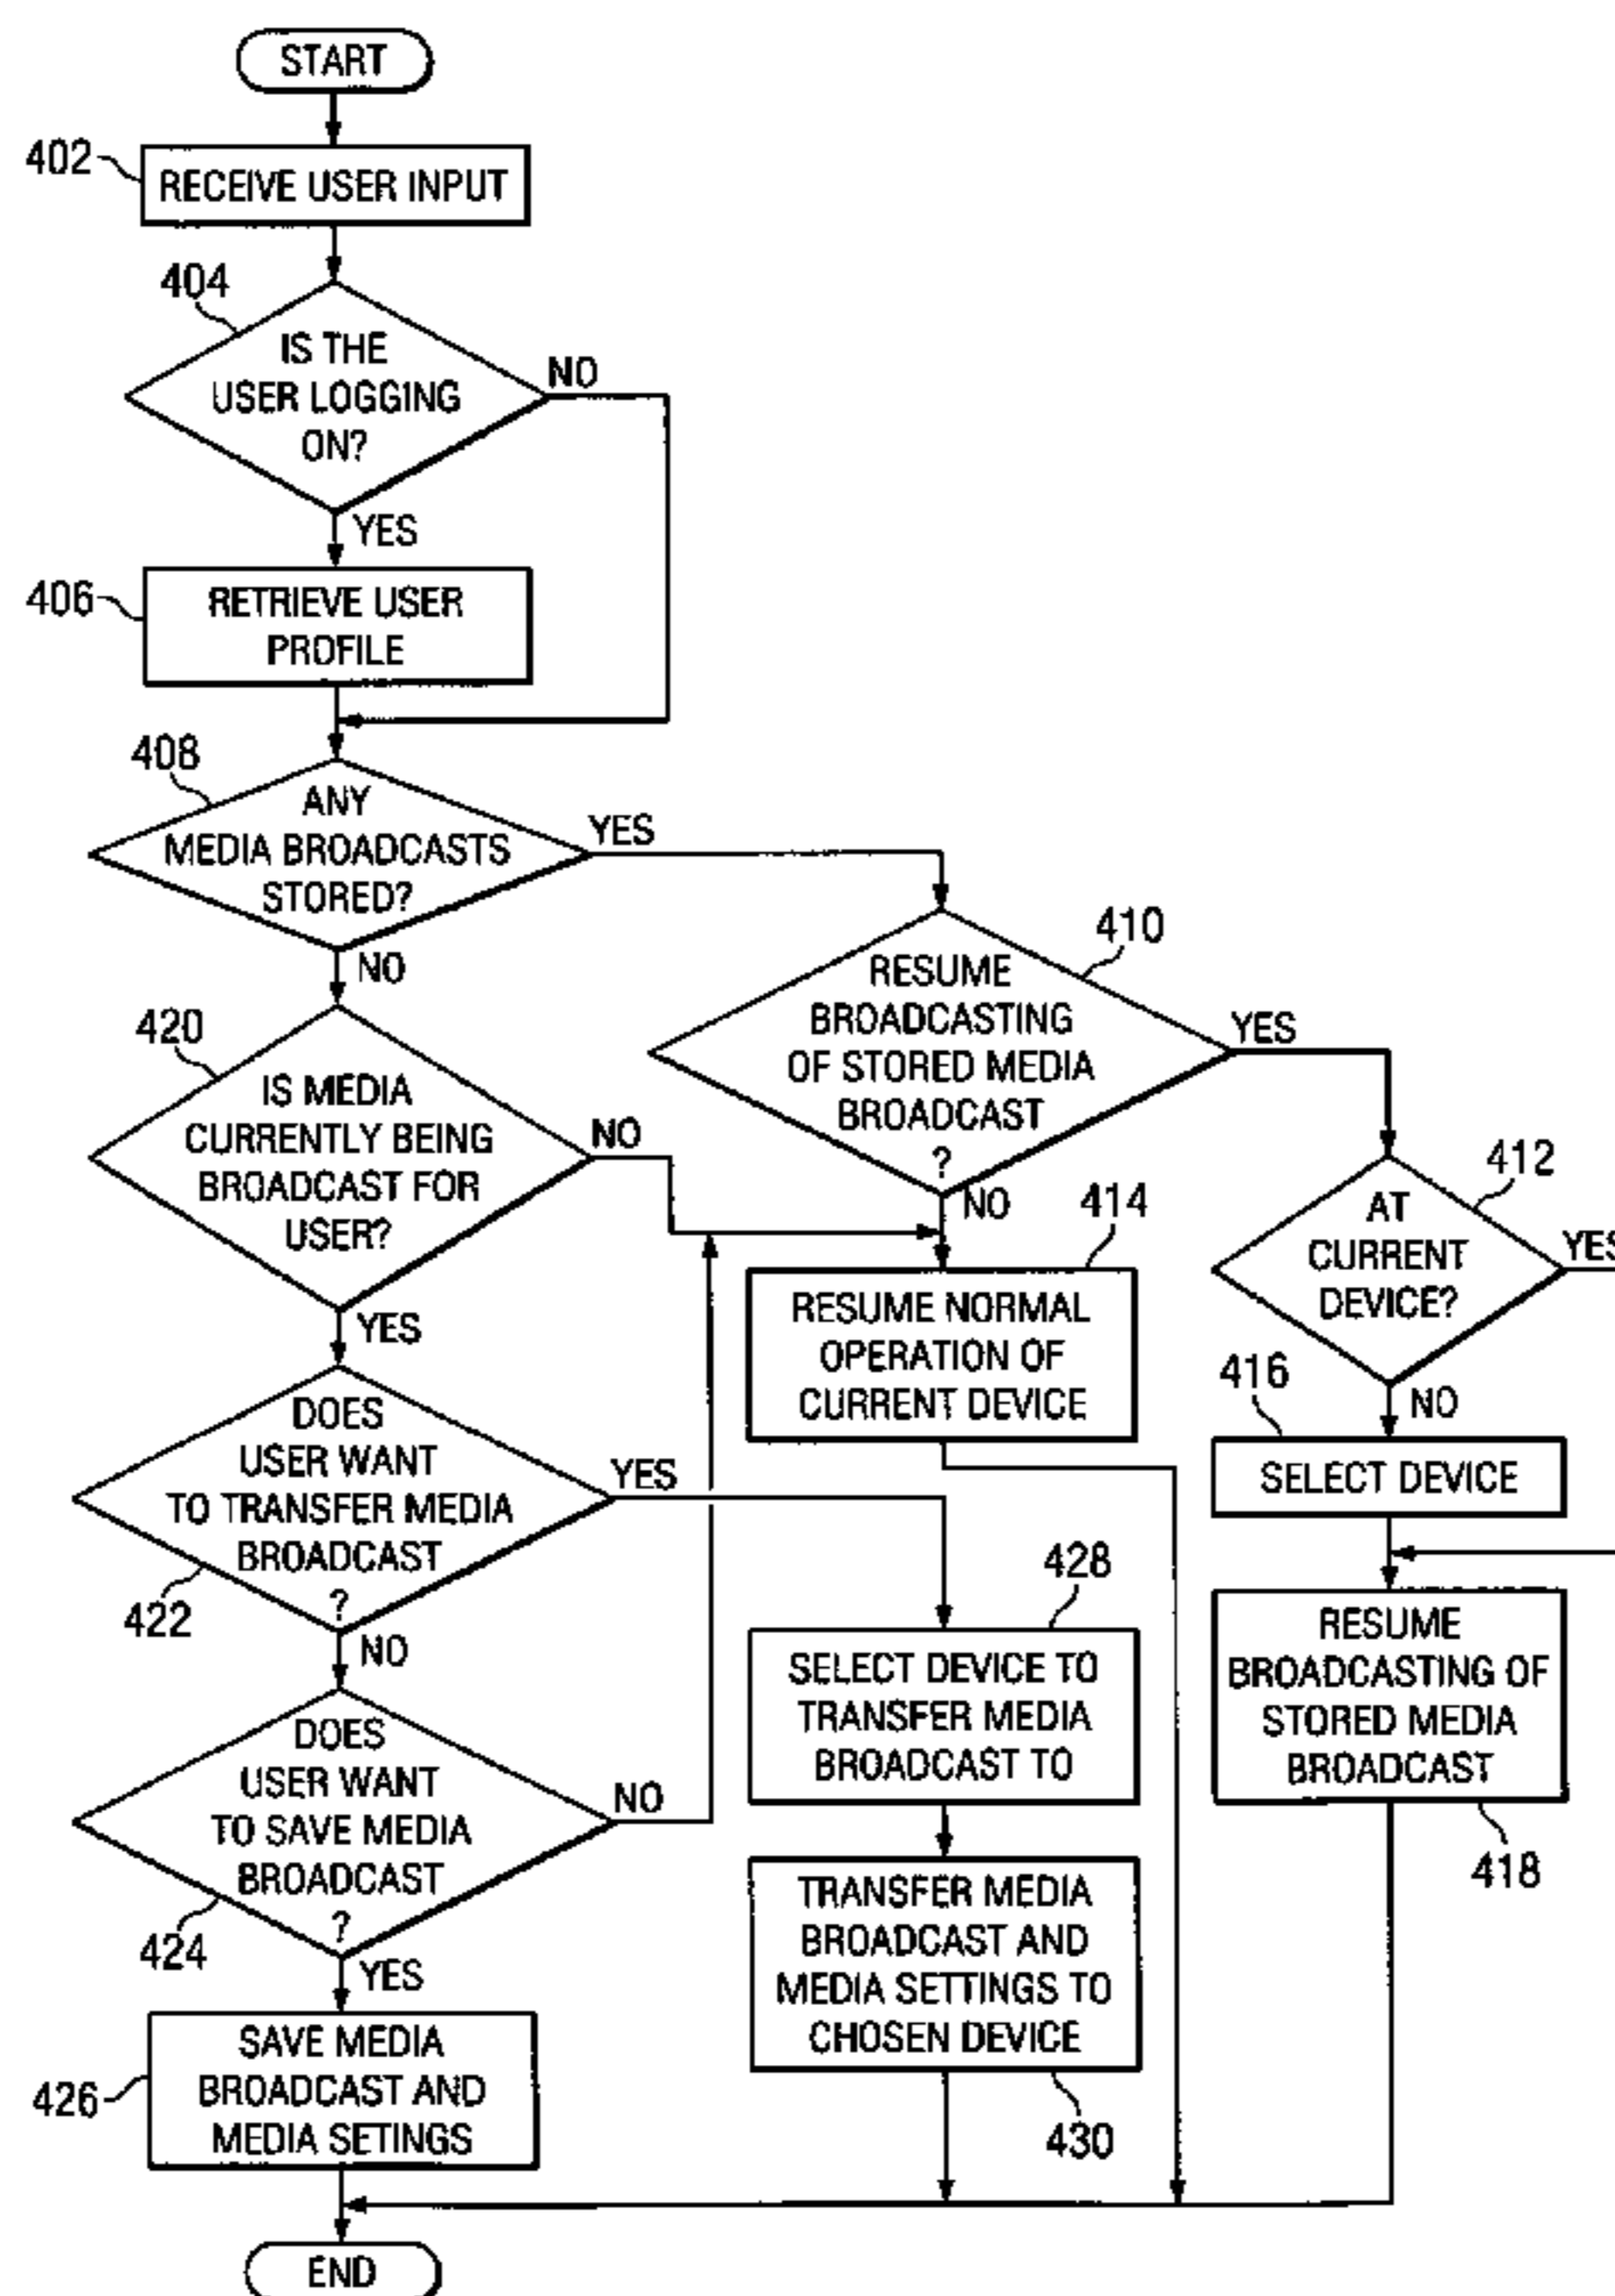 START
402
RECEIVE USER INPUT
404
IS THE
USER LOGGING
ON?
NO
YES
406
RETRIEVE USER
PROFILE
408
ANY
MEDIA BROADCASTS
STORED?
YES
NO
410
RESUME
BROADCASTING
OF STORED MEDIA
BROADCAST
?
YES
NO
420
IS MEDIA
CURRENTLY BEING
BROADCAST FOR
USER?
NO
YES
412
AT
CURRENT
DEVICE?
YES
NO
414
RESUME NORMAL
OPERATION OF
CURRENT DEVICE
416
SELECT DEVICE
422
DOES
USER WANT
TO TRANSFER MEDIA
BROADCAST
?
YES
NO
428
SELECT DEVICE TO
TRANSFER MEDIA
BROADCAST TO
RESUME
BROADCASTING OF
STORED MEDIA
BROADCAST
418
424
DOES
USER WANT
TO SAVE MEDIA
BROADCAST
?
NO
YES
TRANSFER MEDIA
BROADCAST AND
MEDIA SETTINGS TO
CHOSEN DEVICE
430
426
SAVE MEDIA
BROADCAST AND
MEDIA SETINGS
END